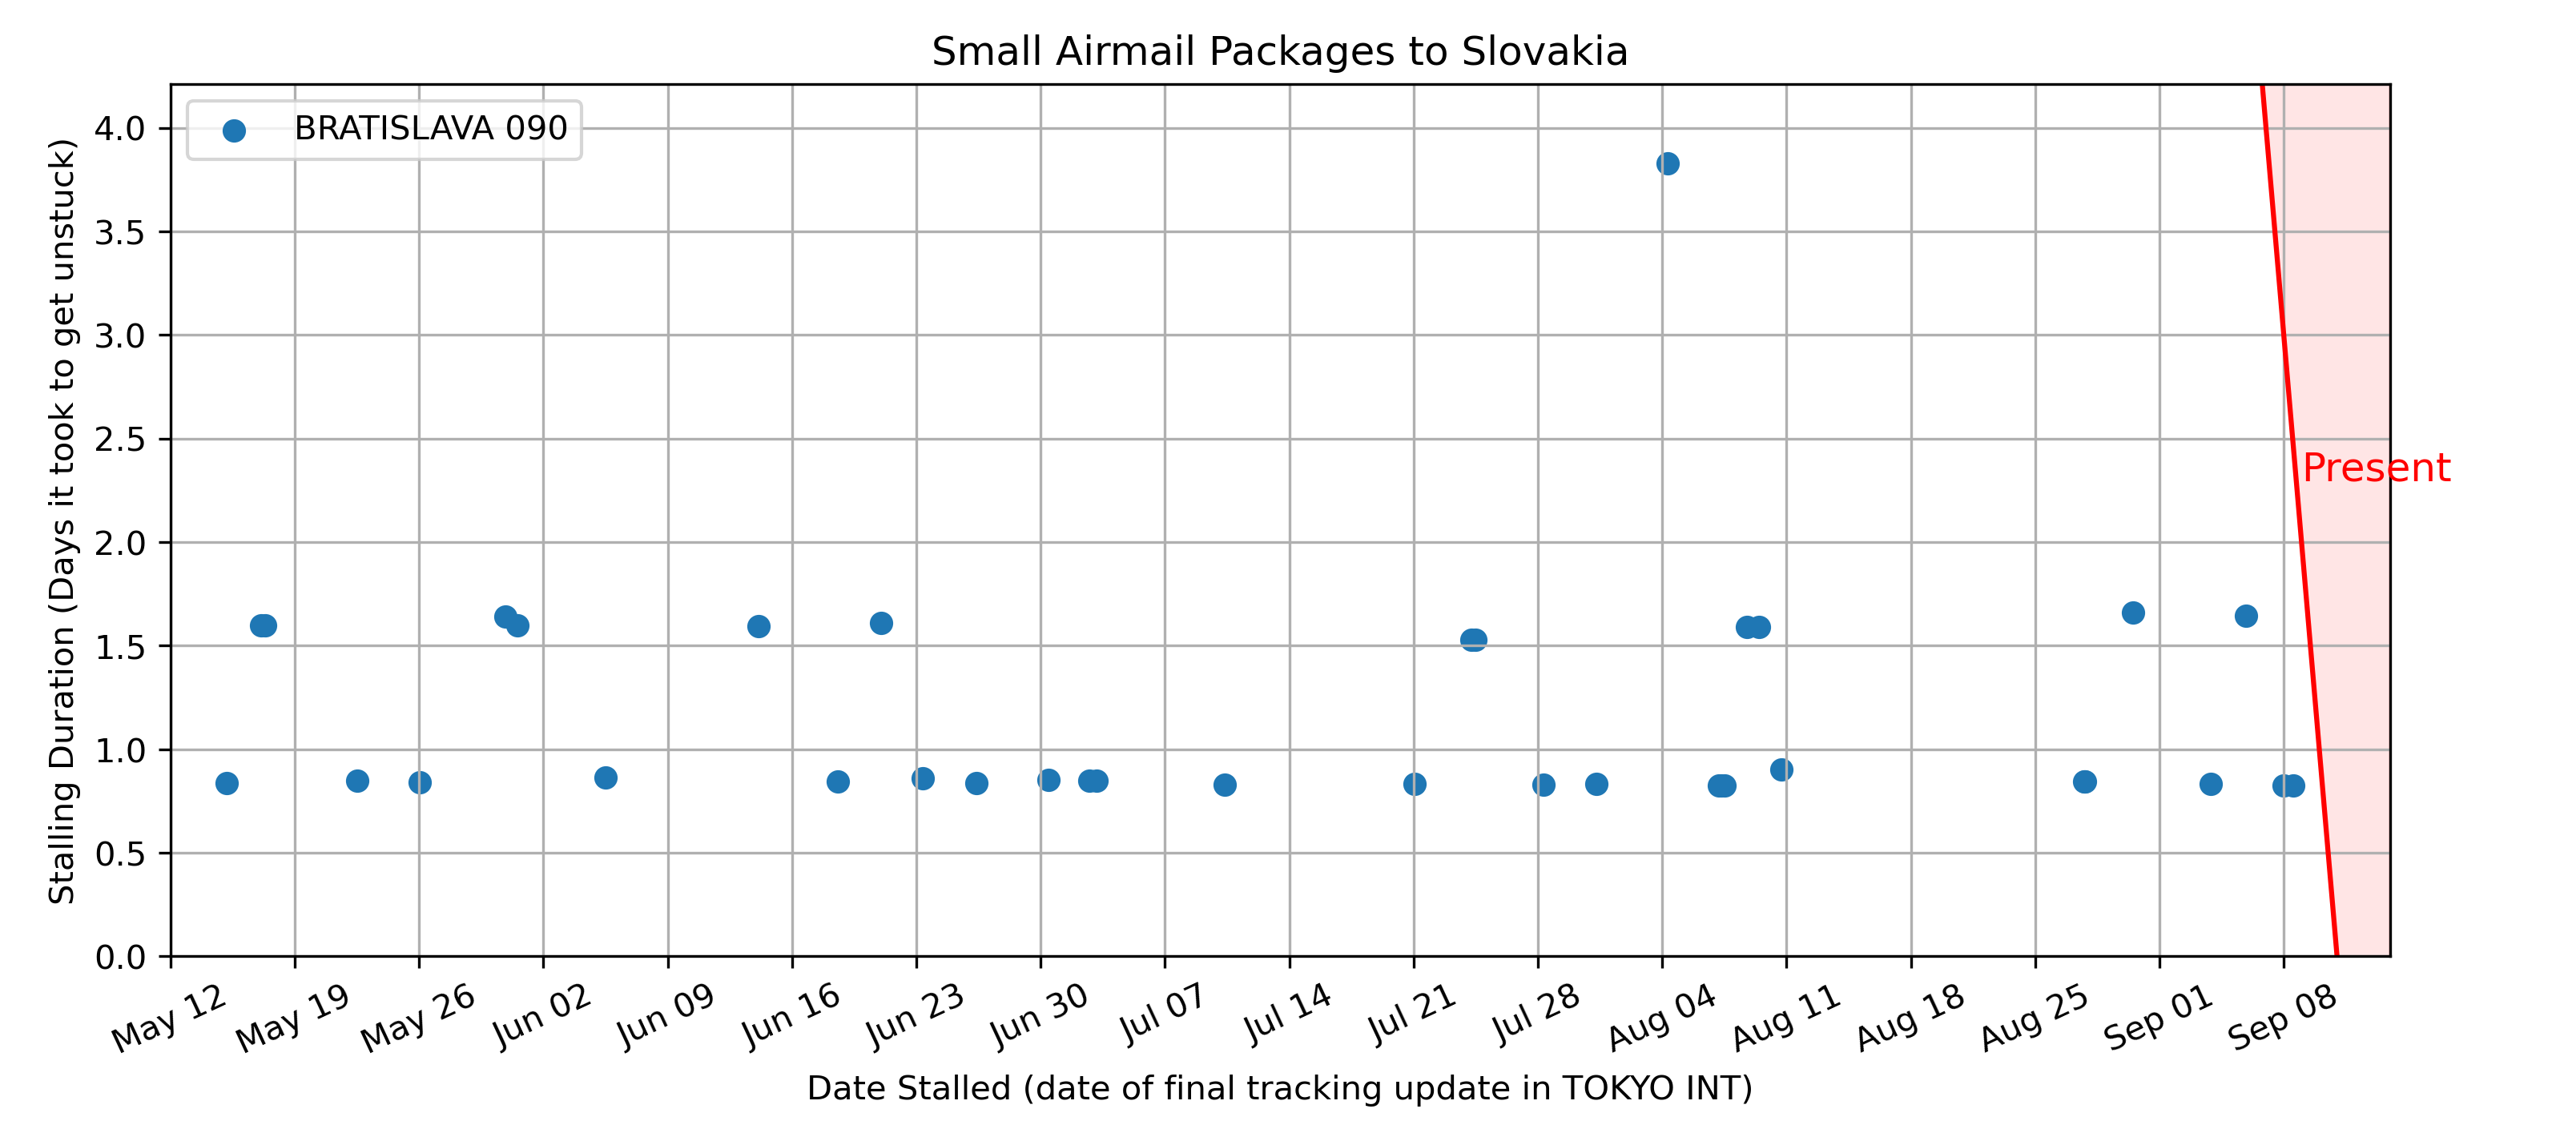 Small Airmail Packages to Slovakia
BRATISLAVA 090
4.0
3.5
3.0
2.5
2.0
1.5
1.0
0.5
0.0
Stalling Duration (Days it took to get unstuck)
Present
May 12
May 19
May 26
Jun 02
Jun 09
Jun 16
Jun 23
Jun 30
Jul 07
Jul 14
Jul 21
Jul 28
Aug 04
Aug 11
Aug 18
Aug 25
Sep 01
Sep 08
Date Stalled (date of final tracking update in TOKYO INT)